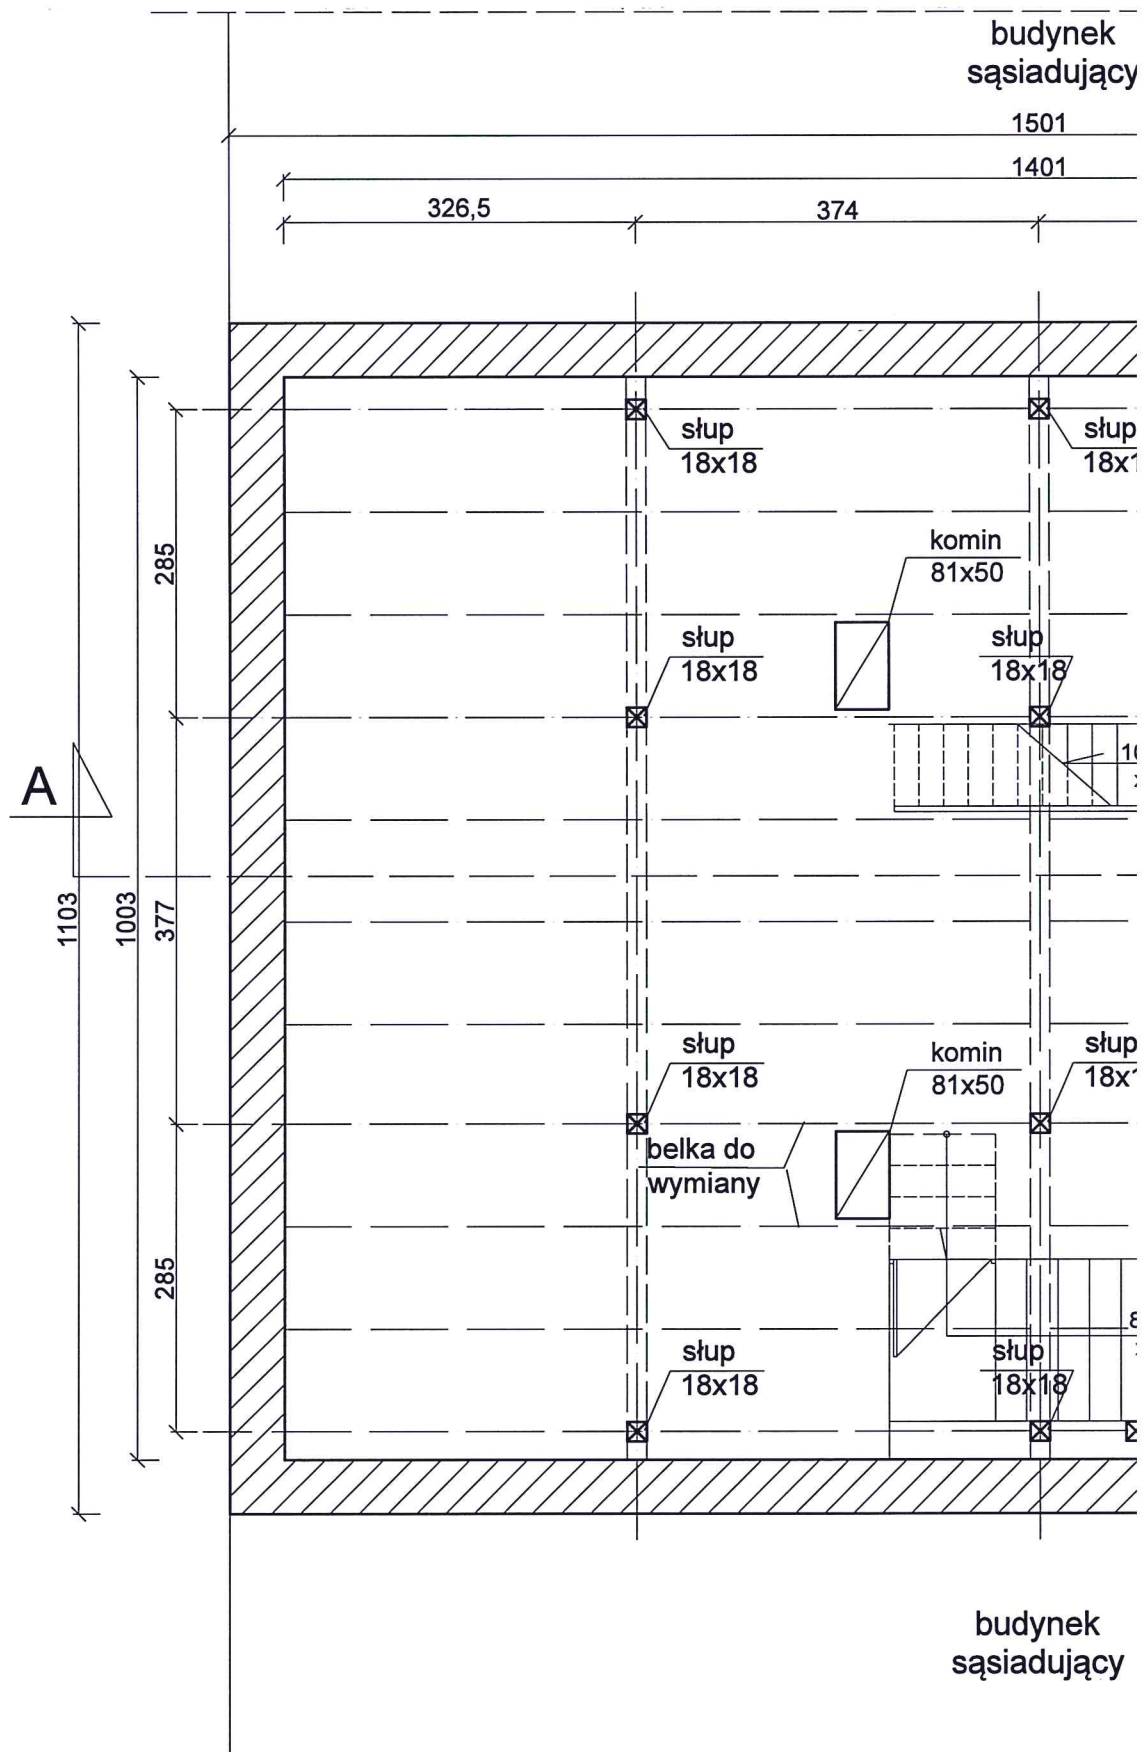 budynek
sąsiadujący
1501
1401
326,5
374
słup
18x18
słup
komin
81x50
285
słup
18x18
słup
18x18
A
1103
1003
377
słup
18x18
komin
81x50
słup
belka do
wymiany
285
słup
18x18
słup
18x18
budynek
sąsiadujący